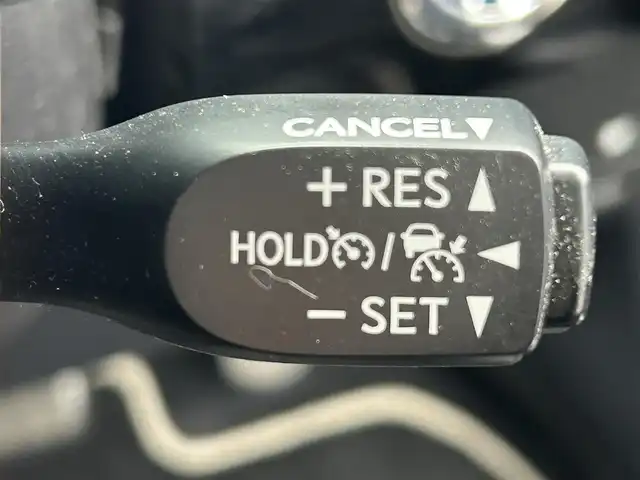 CANCEL▼
+ RES ▲
HOLD / ◀
− SET ▼